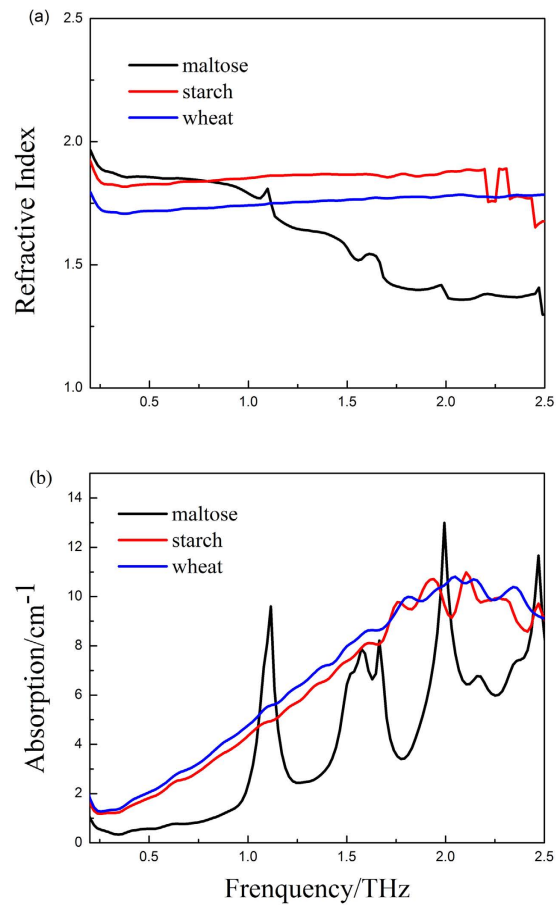 (a)
2.5
2.0
1.5
1.0
Refractive Index
maltose
starch
wheat
0.5 1.0 1.5 2.0 2.5
(b)
14
12
10
8
6
4
2
0
Absorption/cm⁻¹
maltose
starch
wheat
0.5 1.0 1.5 2.0 2.5
Frenquency/THz